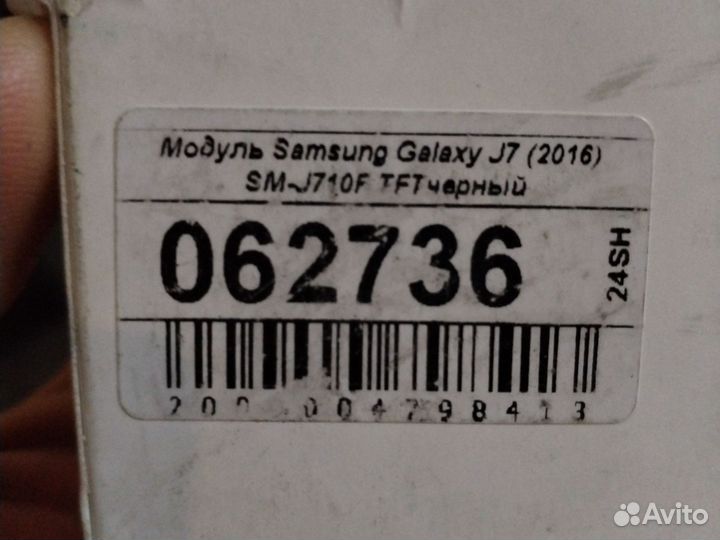 Модуль Samsung Galaxy J7 (2016)
SM-J710F TFTчерный
062736
24SH
Avito